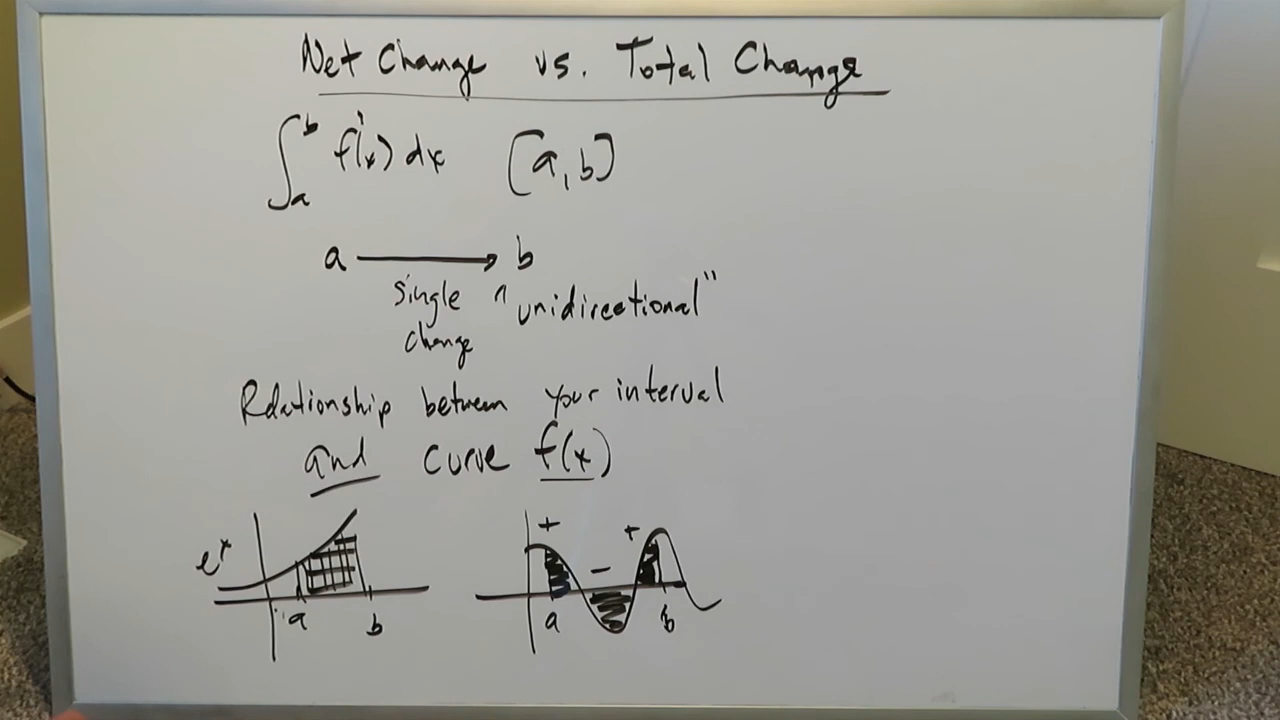 Net Change vs. Total Change
∫ₐᵇ f'(x) dx [a,b]
a → b
single "unidirectional"
change
Relationship between your interval
and curve f(x)
+ +
eˣ −
a b a b